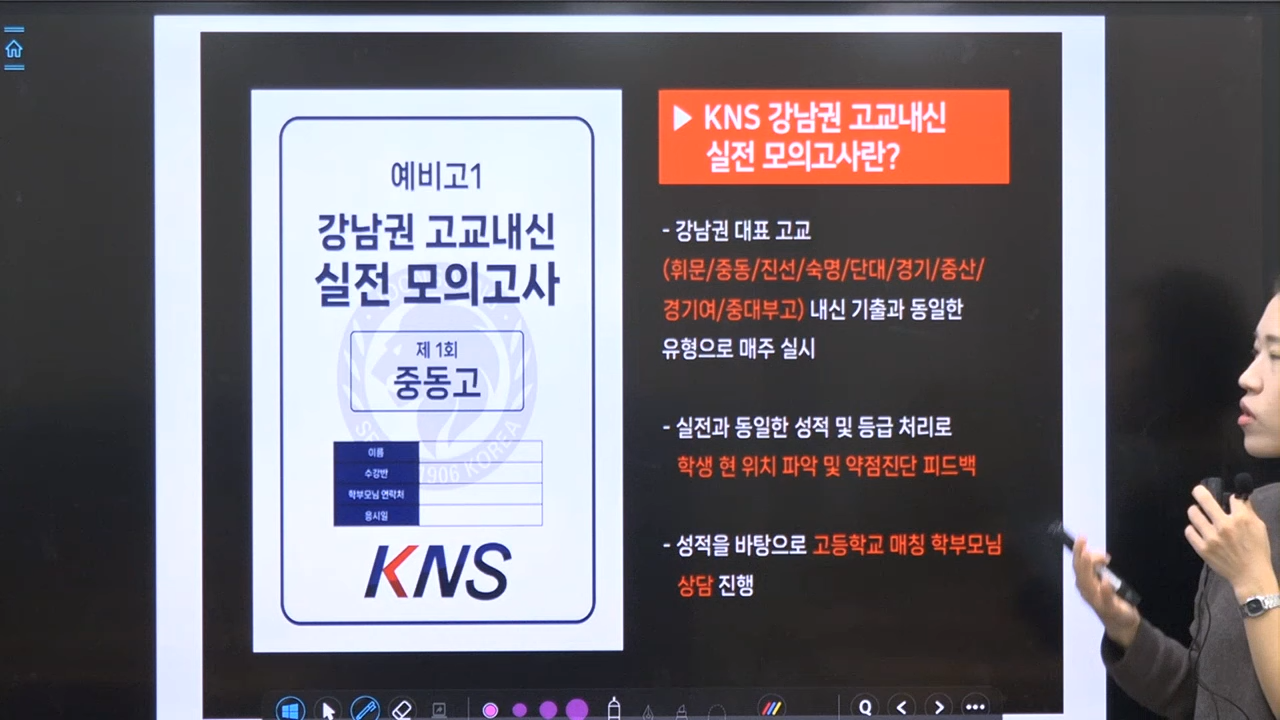 예비고1
강남권 고교내신
실전 모의고사
제 1회
중동고
이름
수강반
학부모님 연락처
응시일
1906 KOREA
KNS
▶ KNS 강남권 고교내신
실전 모의고사란?
- 강남권 대표 고교
(휘문/중동/진선/숙명/단대/경기/중산/
경기여/중대부고) 내신 기출과 동일한
유형으로 매주 실시
- 실전과 동일한 성적 및 등급 처리로
학생 현 위치 파악 및 약점진단 피드백
- 성적을 바탕으로 고등학교 매칭 학부모님
상담 진행